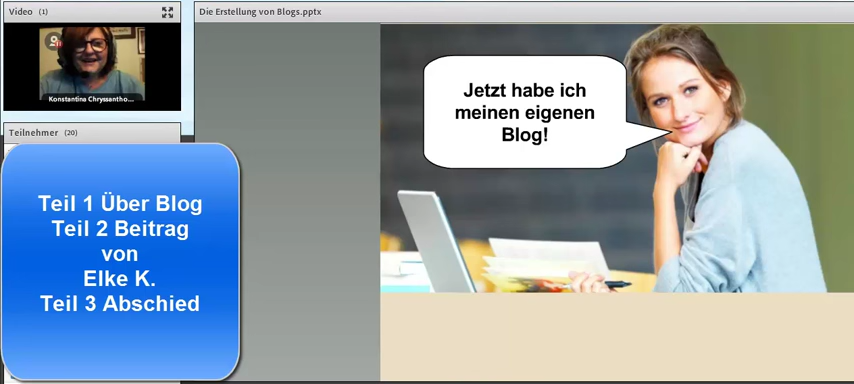 Video (1)
Konstantina Chryssantho...
Teilnehmer (20)
Teil 1 Über Blog
Teil 2 Beitrag
von
Elke K.
Teil 3 Abschied
Die Erstellung von Blogs.pptx
Jetzt habe ich
meinen eigenen
Blog!